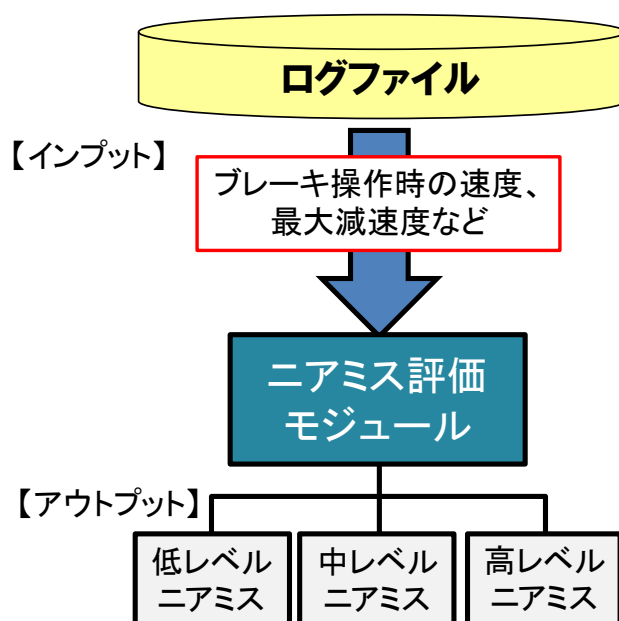 ログファイル
【インプット】
ブレーキ操作時の速度、
最大減速度など
ニアミス評価
モジュール
【アウトプット】
低レベル
ニアミス
中レベル
ニアミス
高レベル
ニアミス